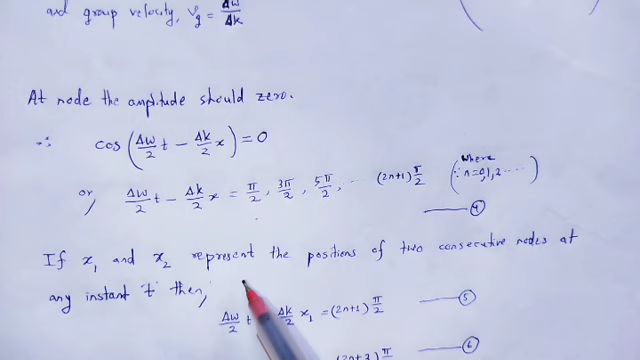 and group velocity, Vg = Δω/Δk
At node the amplitude should zero.
∴ cos(Δω/2 t − Δk/2 x) = 0
or, Δω/2 t − Δk/2 x = π/2, 3π/2, 5π/2, ... (2n+1) π/2 (where ∵ n=0,1,2.....)
④
If x₁ and x₂ represent the positions of two consecutive nodes at
any instant 't' then,
Δω/2 t Δk/2 x₁ = (2n+1) π/2 ⑤
(2n+3) π ⑥